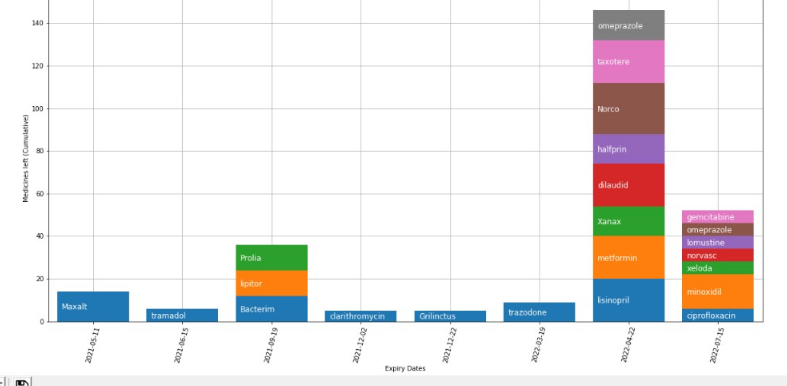 140
120
100
80
60
40
20
0
Medicines left (Cumulative)
Maxalt
tramadol
Prolia
lipitor
Bacterim
clarithromycin
Grilinctus
trazodone
omeprazole
taxotere
Norco
halfprin
dilaudid
Xanax
metformin
lisinopril
gemcitabine
omeprazole
lomustine
norvasc
xeloda
minoxidil
ciprofloxacin
2021-05-11
2021-06-15
2021-09-19
2021-12-02
2021-12-22
2022-03-19
2022-04-22
2022-07-15
Expiry Dates